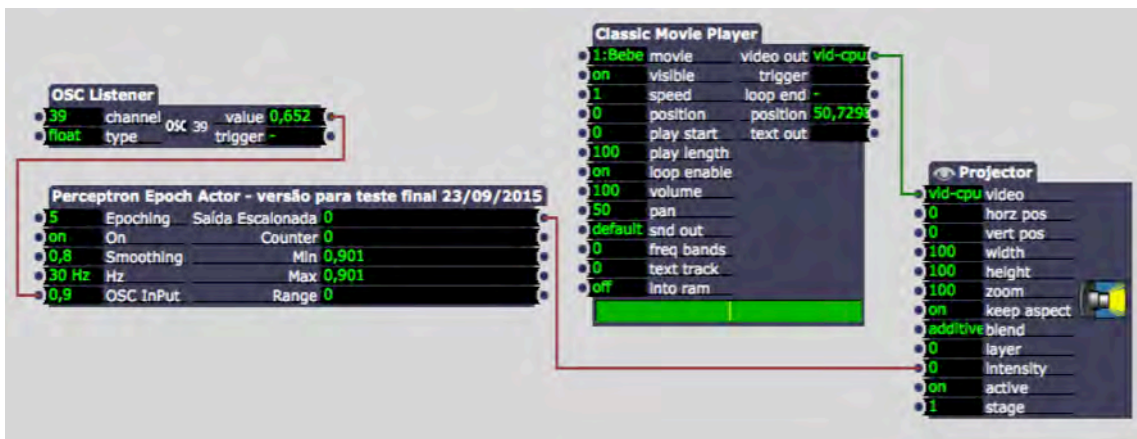 OSC Listener
39 channel OSC 39 value 0,652
float type trigger -
Perceptron Epoch Actor - versão para teste final 23/09/2015
5 Epoching Saída Escalonada 0
on On Counter 0
0,8 Smoothing Min 0,901
30 Hz Hz Max 0,901
0,9 OSC InPut Range 0
Classic Movie Player
1:Bebe movie video out vid-cpu
on visible trigger
1 speed loop end -
0 position position 50,729
0 play start text out
100 play length
on loop enable
100 volume
50 pan
default snd out
0 freq bands
0 text track
off into ram
Projector
vid-cpu video
0 horz pos
0 vert pos
100 width
100 height
100 zoom
on keep aspect
additive blend
0 layer
0 intensity
on active
1 stage